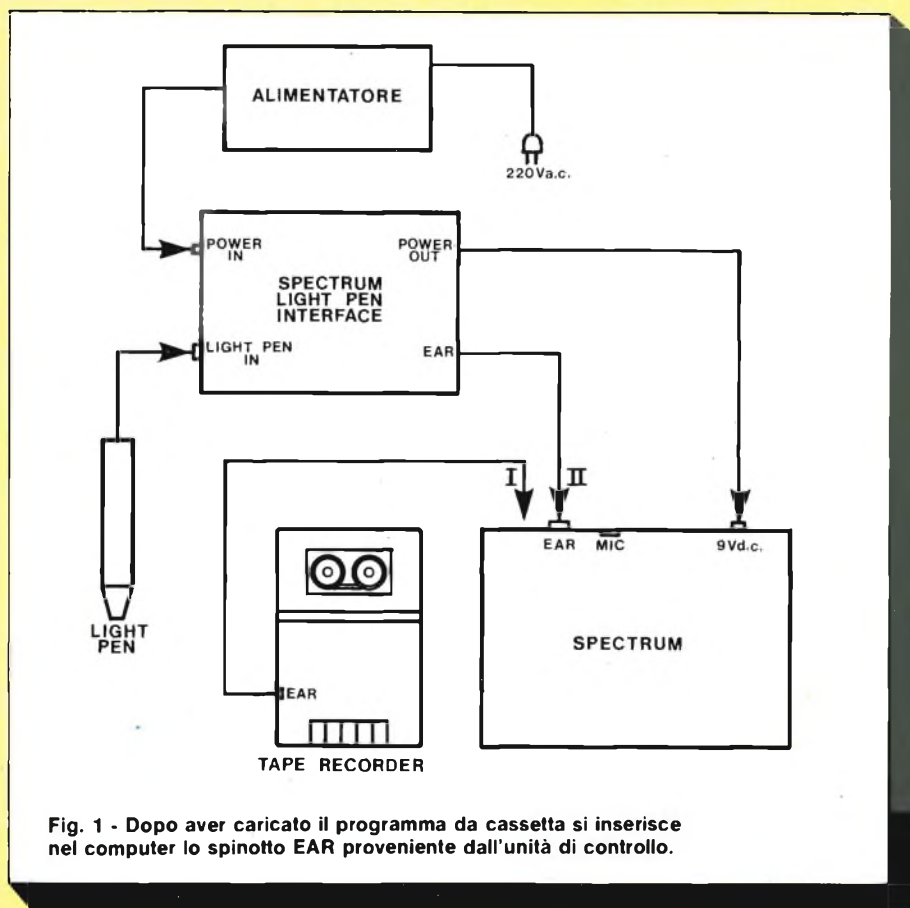 ALIMENTATORE
220Va.c.
POWER
IN
POWER
OUT
SPECTRUM
LIGHT PEN
INTERFACE
LIGHT PEN
IN
EAR
I
II
EAR
MIC
9Vd.c.
LIGHT
PEN
SPECTRUM
EAR
TAPE RECORDER
Fig. 1 - Dopo aver caricato il programma da cassetta si inserisce
nel computer lo spinotto EAR proveniente dall'unità di controllo.